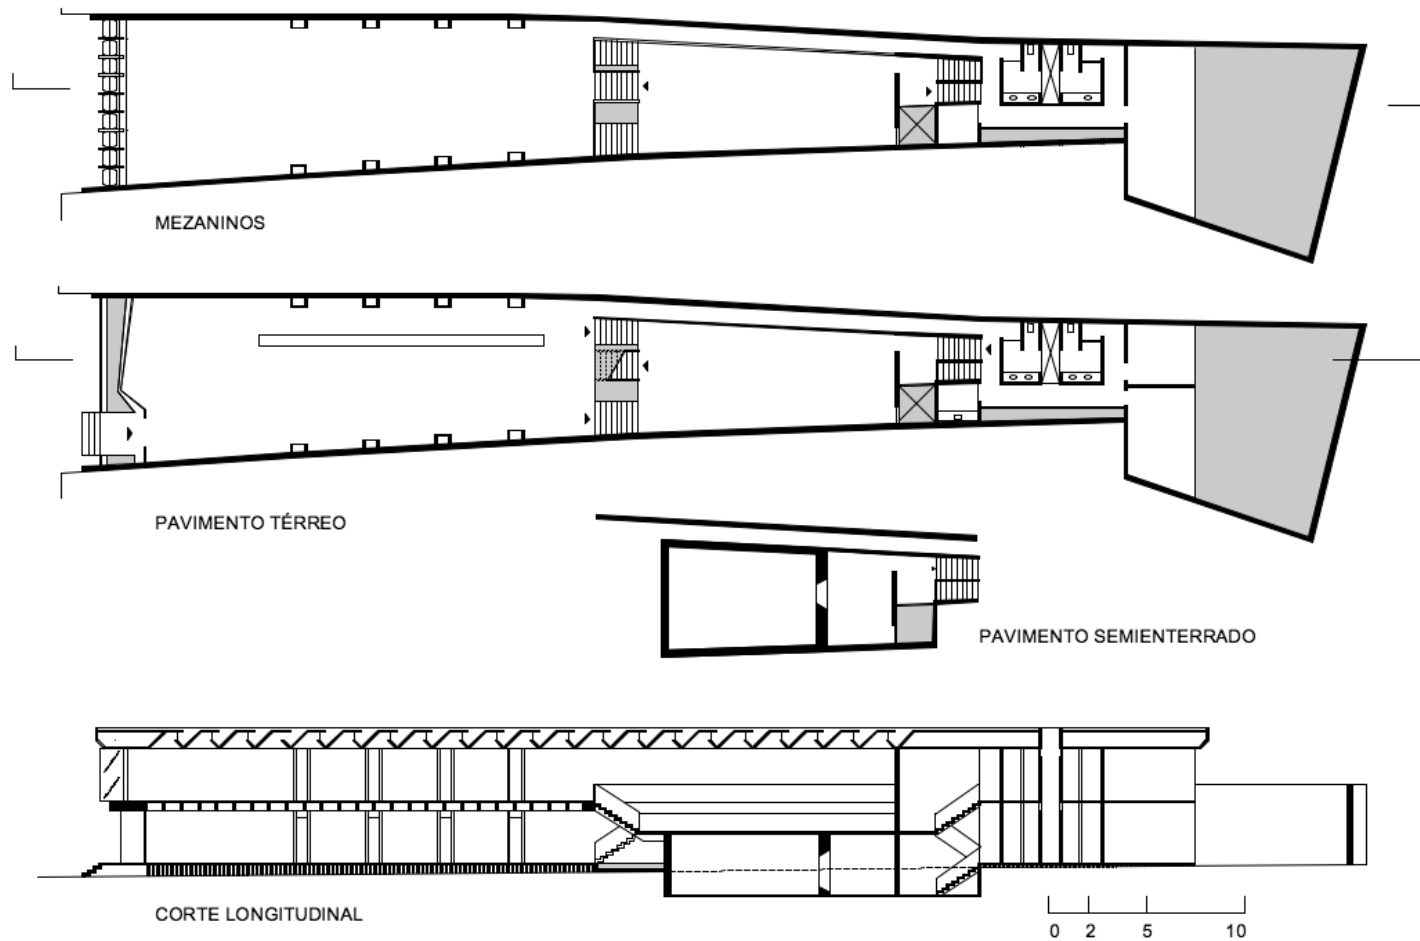 MEZANINOS
PAVIMENTO TÉRREO
PAVIMENTO SEMIENTERRADO
CORTE LONGITUDINAL
0 2 5 10